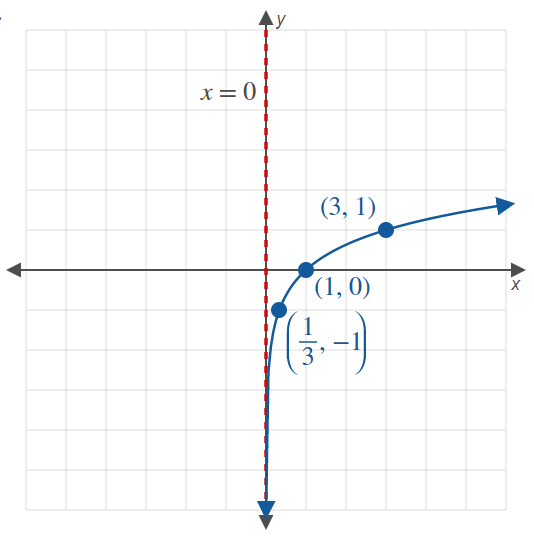 y
x = 0
(3, 1)
x
(1, 0)
(1/3, −1)